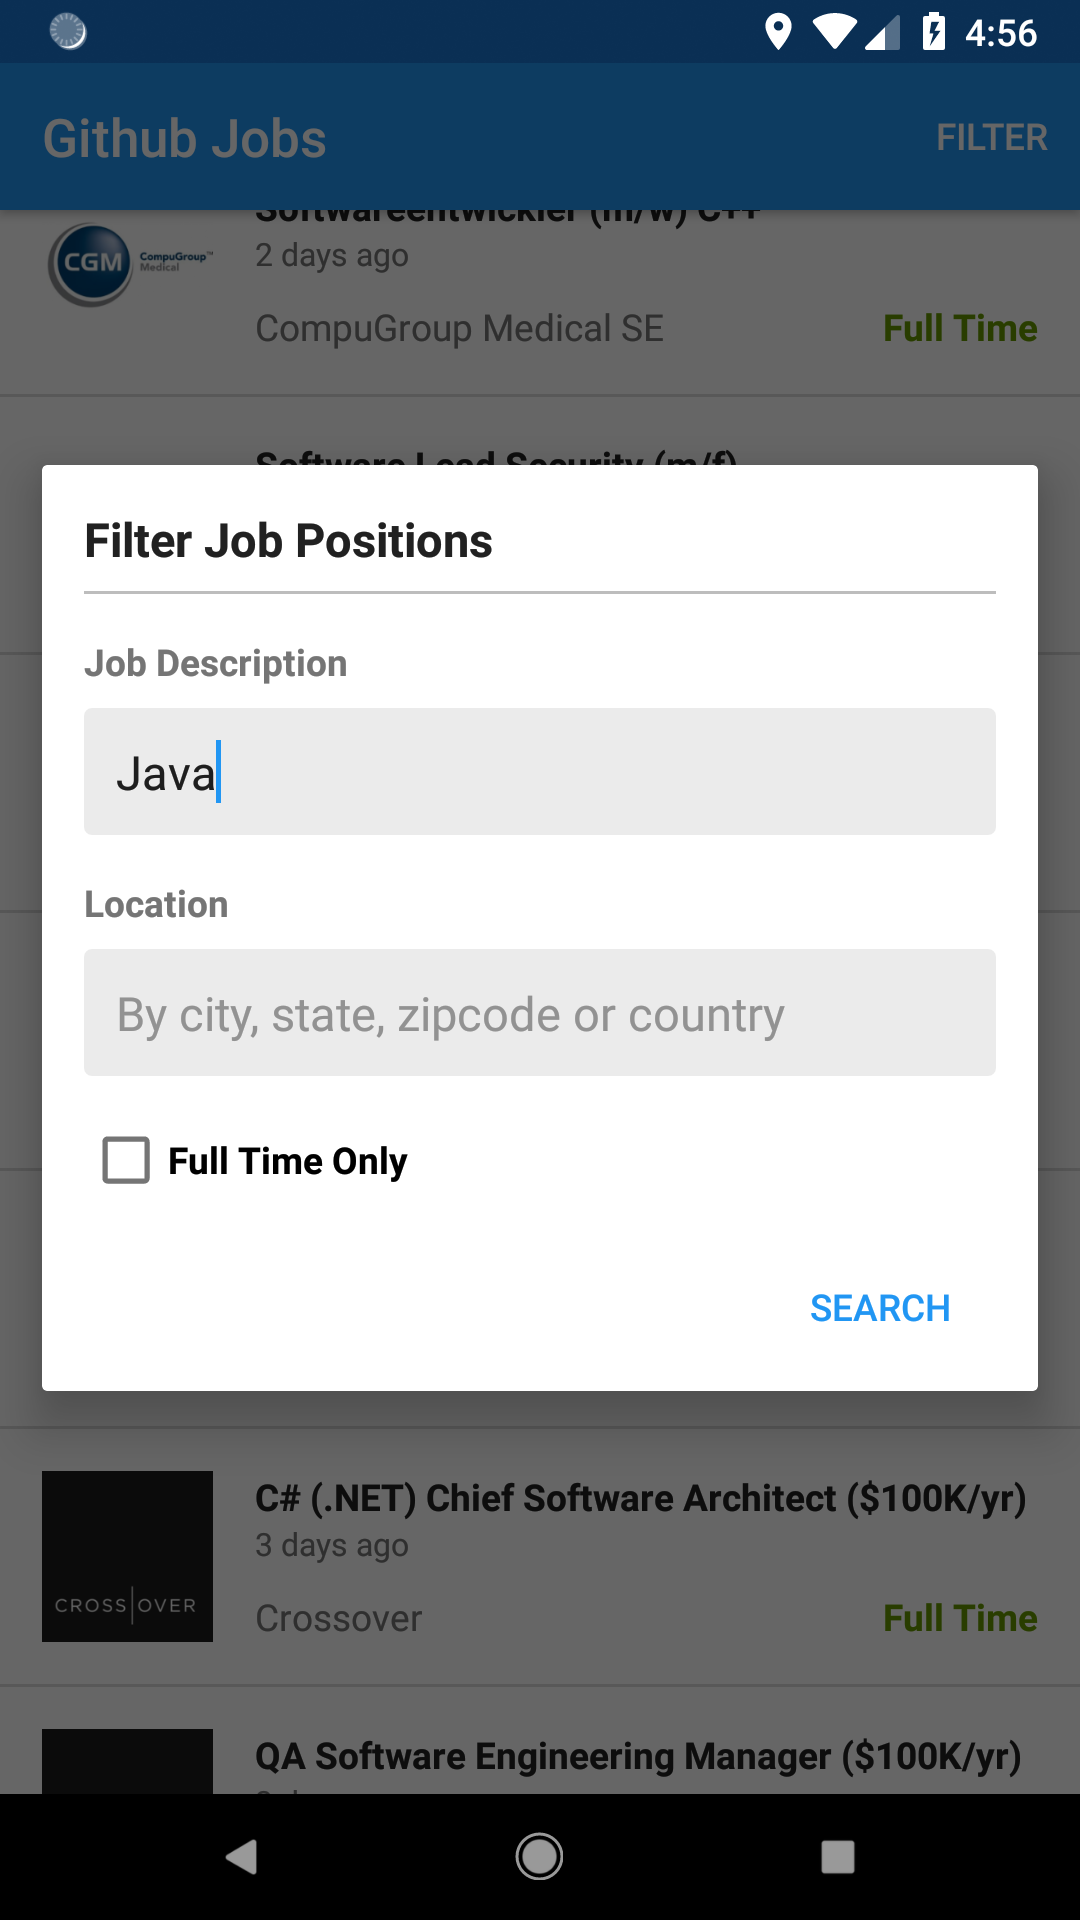 4:56
Github Jobs
FILTER
Softwareentwickler (m/w) C++
CGM CompuGroup™
Medical
2 days ago
CompuGroup Medical SE
Full Time
Software Lead Security (m/f)
Filter Job Positions
Job Description
Java
Location
By city, state, zipcode or country
Full Time Only
SEARCH
C# (.NET) Chief Software Architect ($100K/yr)
3 days ago
CROSS|OVER
Crossover
Full Time
QA Software Engineering Manager ($100K/yr)